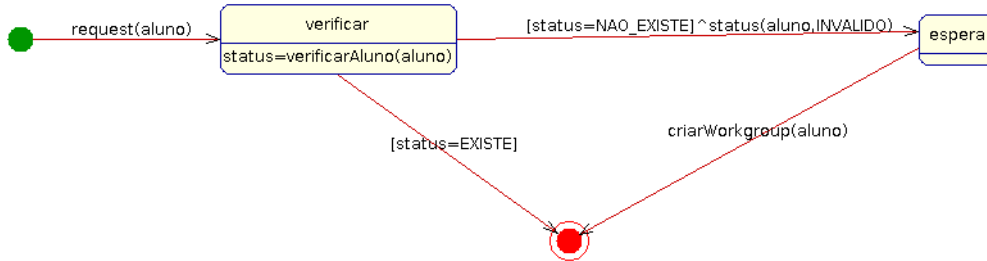 request(aluno)
verificar
status=verificarAluno(aluno)
[status=NAO_EXISTE]^status(aluno,INVALIDO)
espera
criarWorkgroup(aluno)
[status=EXISTE]